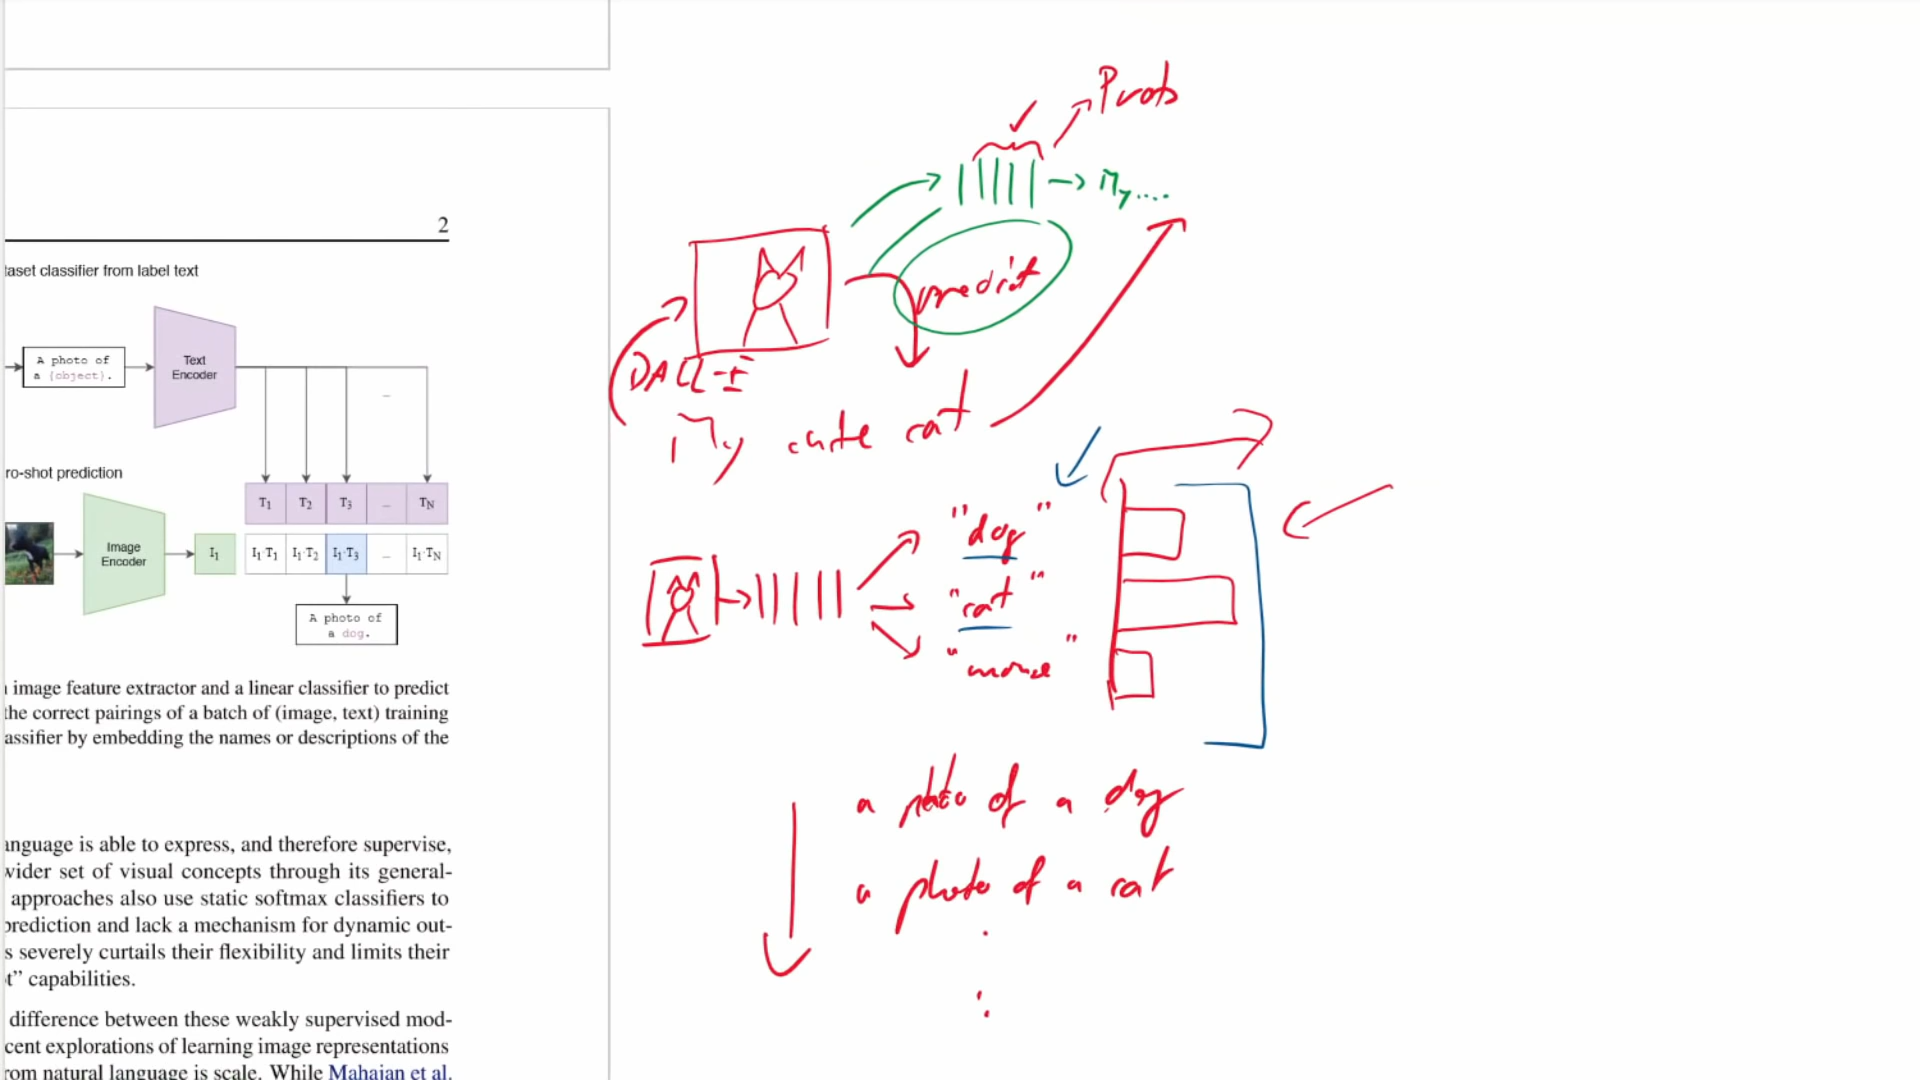 2
taset classifier from label text
A photo of
a {object}.
Text
Encoder
...
ro-shot prediction
T1 T2 T3 ... TN
Image
Encoder
I1
I1·T1 I1·T2 I1·T3 ... I1·TN
A photo of
a dog.
image feature extractor and a linear classifier to predict
the correct pairings of a batch of (image, text) training
assifier by embedding the names or descriptions of the
anguage is able to express, and therefore supervise,
wider set of visual concepts through its general-
approaches also use static softmax classifiers to
prediction and lack a mechanism for dynamic out-
s severely curtails their flexibility and limits their
t” capabilities.
difference between these weakly supervised mod-
cent explorations of learning image representations
rom natural language is scale. While Mahajan et al.
Prob
My....
predict
DALL-E
My cute cat
"dog"
"cat"
"mouse"
a photo of a dog
a photo of a cat